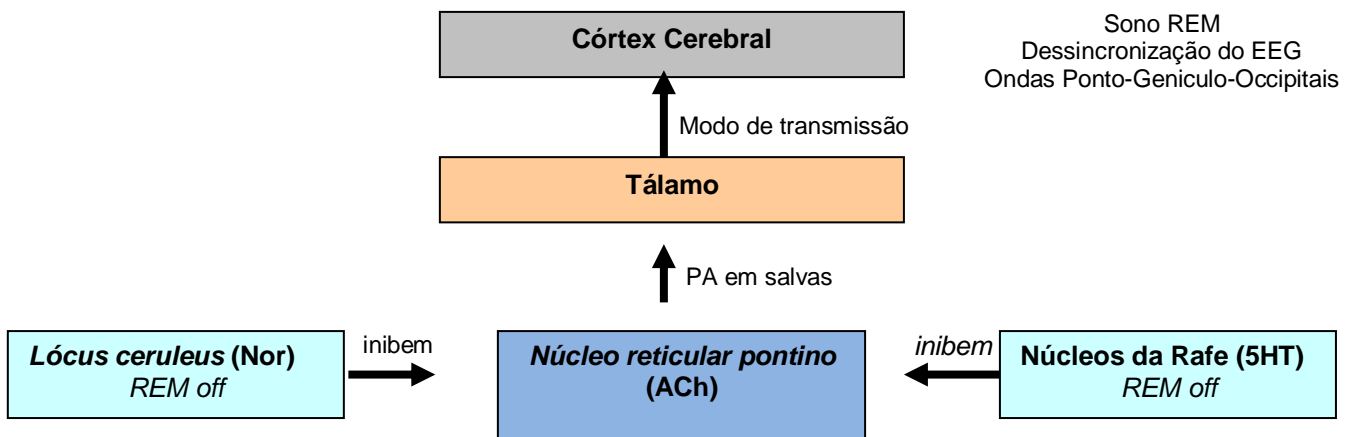 Córtex Cerebral
Sono REM
Dessincronização do EEG
Ondas Ponto-Geniculo-Occipitais
Modo de transmissão
Tálamo
PA em salvas
Lócus ceruleus (Nor)
REM off
inibem
Núcleo reticular pontino
(ACh)
inibem
Núcleos da Rafe (5HT)
REM off